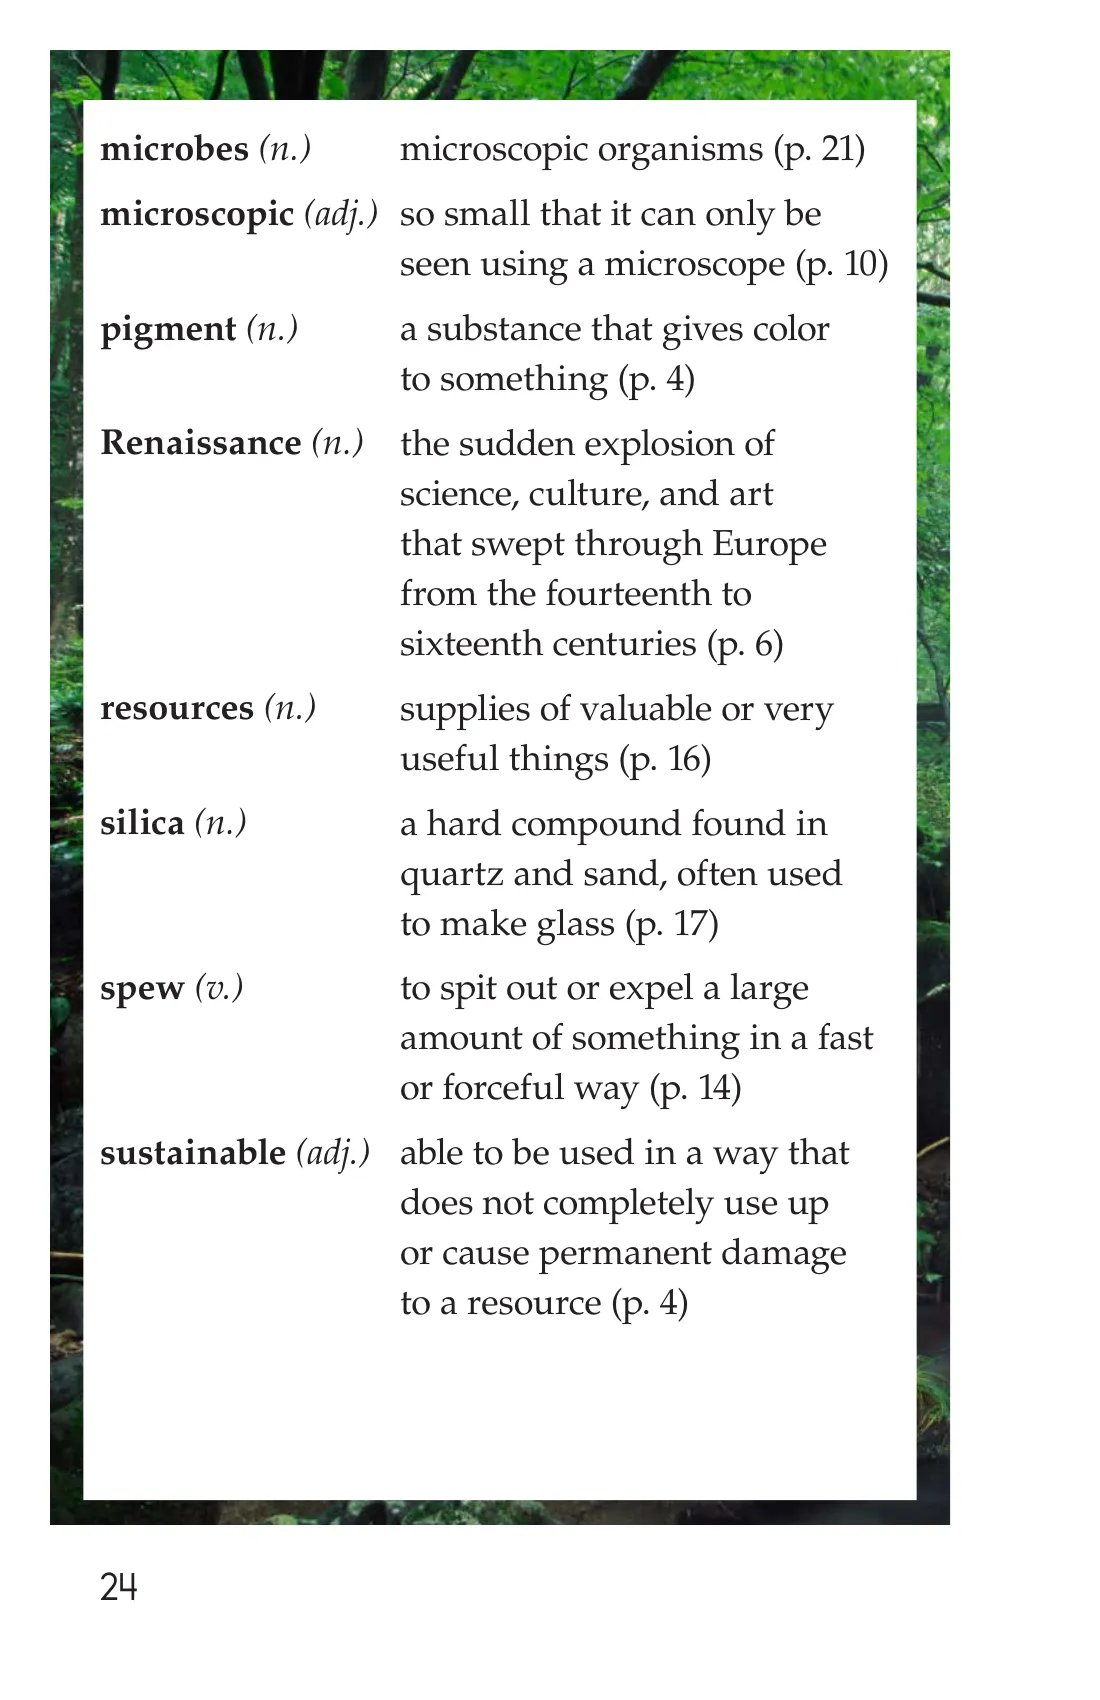 microbes (n.) microscopic organisms (p. 21)
microscopic (adj.) so small that it can only be
seen using a microscope (p. 10)
pigment (n.) a substance that gives color
to something (p. 4)
Renaissance (n.) the sudden explosion of
science, culture, and art
that swept through Europe
from the fourteenth to
sixteenth centuries (p. 6)
resources (n.) supplies of valuable or very
useful things (p. 16)
silica (n.) a hard compound found in
quartz and sand, often used
to make glass (p. 17)
spew (v.) to spit out or expel a large
amount of something in a fast
or forceful way (p. 14)
sustainable (adj.) able to be used in a way that
does not completely use up
or cause permanent damage
to a resource (p. 4)
24